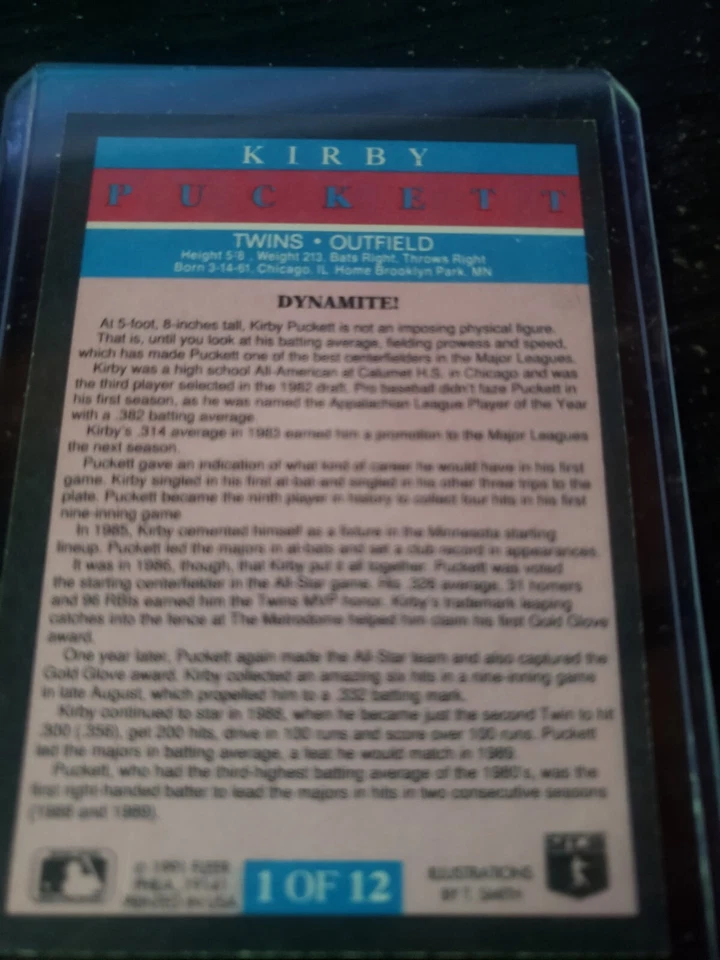 KIRBY
PUCKETT
TWINS • OUTFIELD
Height 5'8", Weight 213, Bats Right, Throws Right
Born 3-14-61, Chicago, IL Home Brooklyn Park, MN
DYNAMITE!
At 5-foot, 8-inches tall, Kirby Puckett is not an imposing physical figure.
That is, until you look at his batting average, fielding prowess and speed,
which has made Puckett one of the best centerfielders in the Major Leagues.
Kirby was a high school All-American at Calumet H.S. in Chicago and was
the third player selected in the 1982 draft. Pro baseball didn't faze Puckett in
his first season, as he was named the Appalachian League Player of the Year
with a .382 batting average.
Kirby's .314 average in 1983 earned him a promotion to the Major Leagues
the next season.
Puckett gave an indication of what kind of career he would have in his first
game. Kirby singled in his first at-bat and singled in his other three trips to the
plate. Puckett became the ninth player in history to collect four hits in his first
nine-inning game
In 1985, Kirby cemented himself as a fixture in the Minnesota starting
lineup. Puckett led the majors in at-bats and set a club record in appearances.
It was in 1986, though, that Kirby put it all together. Puckett was voted
the starting centerfielder in the All-Star game. His .328 average, 31 homers
and 96 RBIs earned him the Twins MVP honor. Kirby's trademark leaping
catches into the fence at The Metrodome helped him claim his first Gold Glove
award.
One year later, Puckett again made the All-Star team and also captured the
Gold Glove award. Kirby collected an amazing six hits in a nine-inning game
in late August, which propelled him to a .332 batting mark.
Kirby continued to star in 1988, when he became just the second Twin to hit
.300 (.356), get 200 hits, drive in 100 runs and score over 100 runs. Puckett
led the majors in batting average, a feat he would match in 1989.
Puckett, who had the third-highest batting average of the 1980's, was the
first right-handed batter to lead the majors in hits in two consecutive seasons
(1988 and 1989).
© 1991 FLEER
PHILA. 19141
PRINTED IN USA
1 OF 12
ILLUSTRATIONS
BY T. SMITH